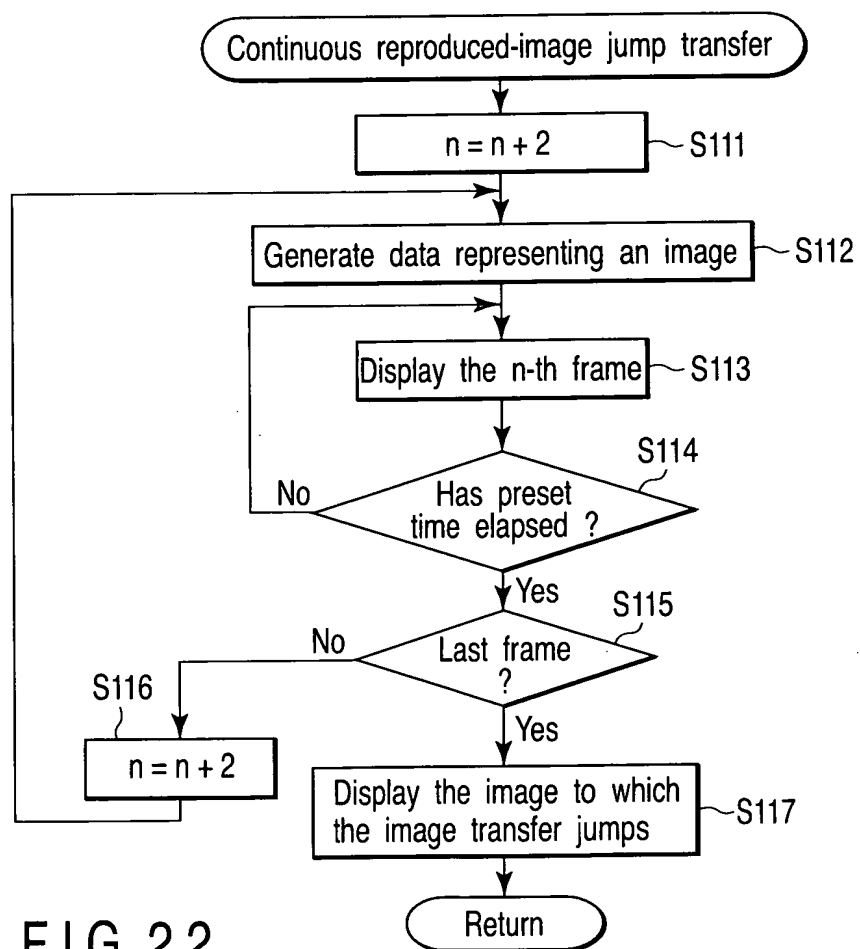 Continuous reproduced-image jump transfer
n = n + 2
S111
Generate data representing an image
S112
Display the n-th frame
S113
S114
No
Has preset
time elapsed ?
Yes
S115
No
Last frame
?
S116
Yes
n = n + 2
Display the image to which
the image transfer jumps
S117
Return
FIG. 22